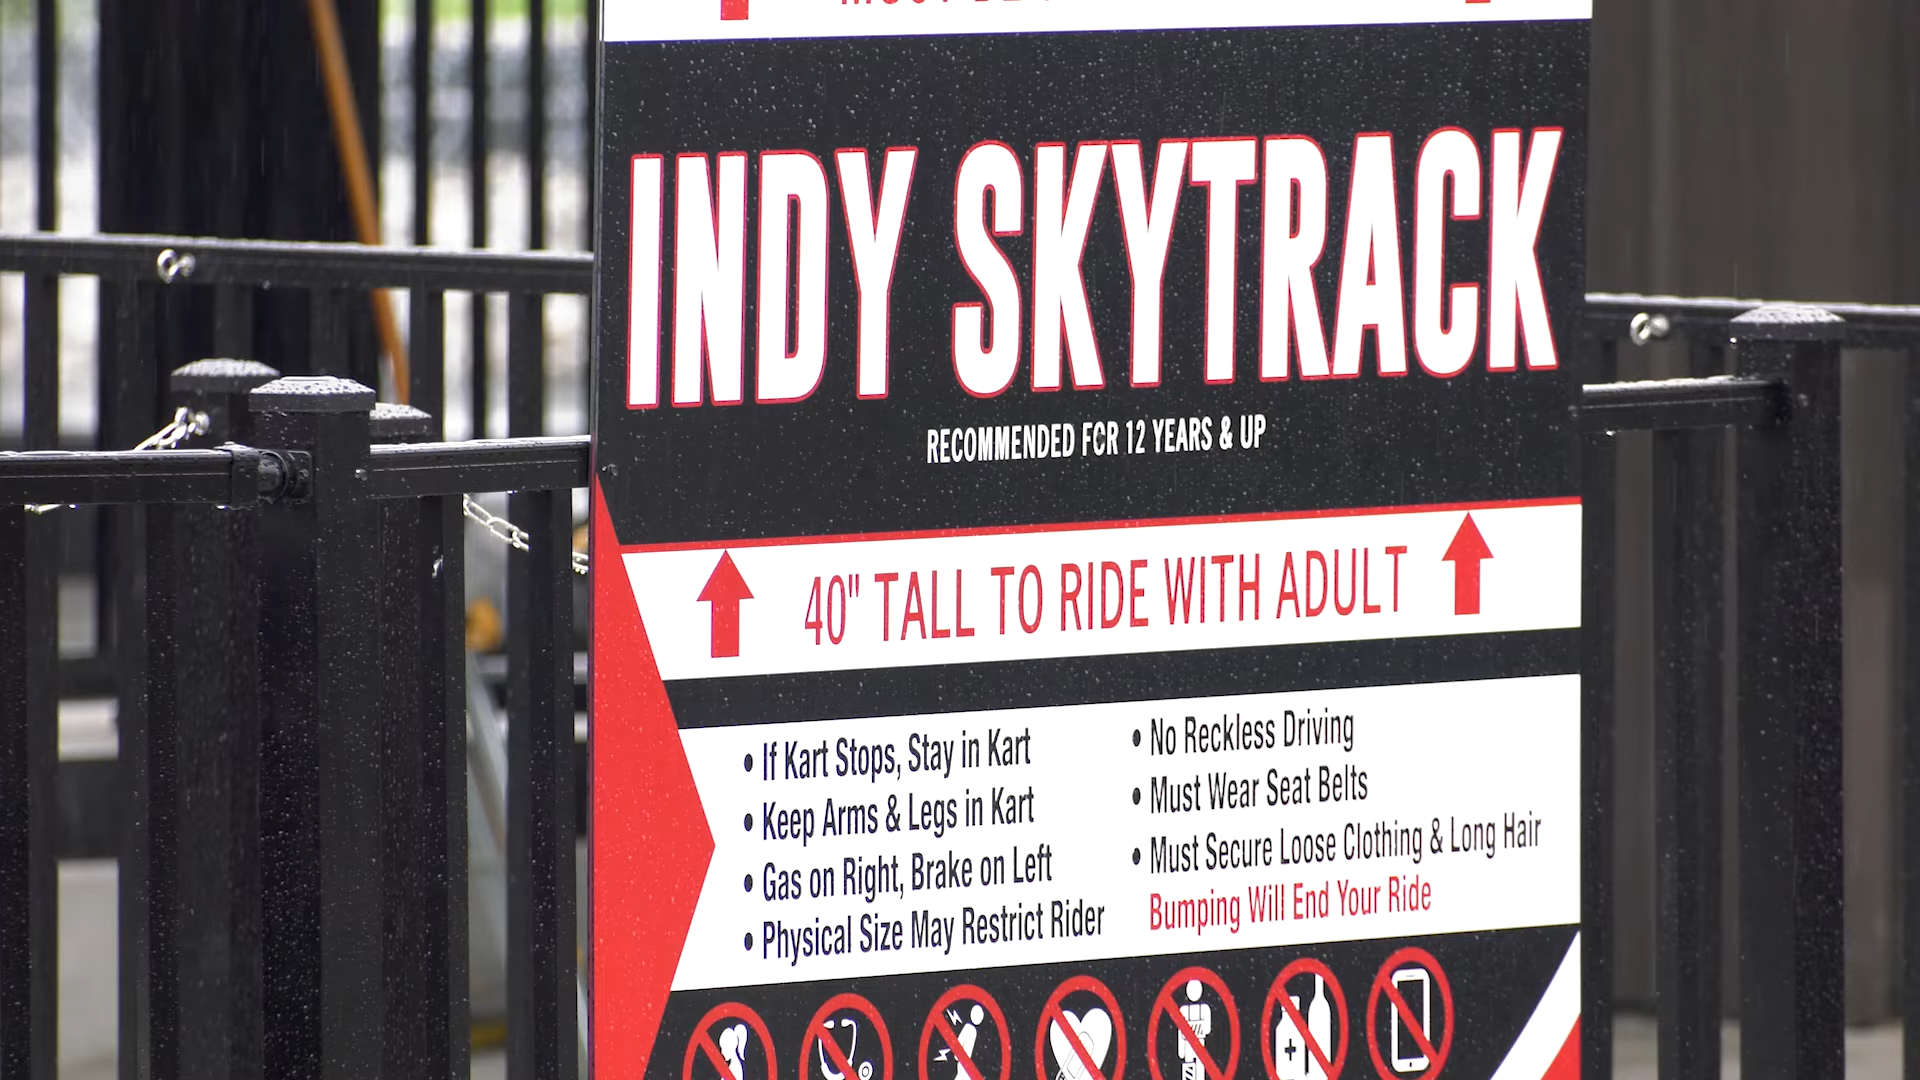 INDY SKYTRACK
RECOMMENDED FOR 12 YEARS & UP
40" TALL TO RIDE WITH ADULT
• If Kart Stops, Stay in Kart
• Keep Arms & Legs in Kart
• Gas on Right, Brake on Left
• Physical Size May Restrict Rider
• No Reckless Driving
• Must Wear Seat Belts
• Must Secure Loose Clothing & Long Hair
Bumping Will End Your Ride